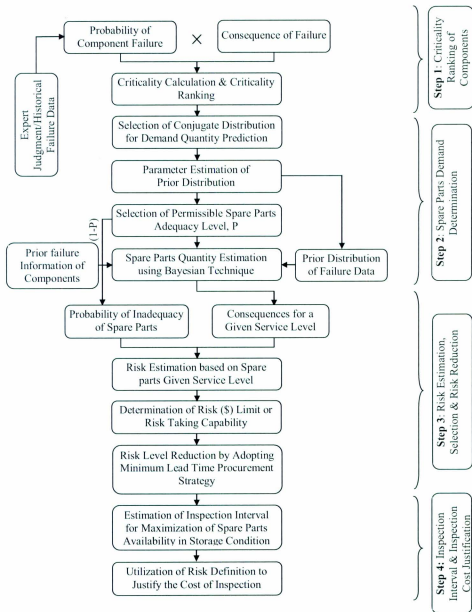 Probability of
Component Failure
×
Consequence of Failure
Expert
Judgment/Historical
Failure Data
Criticality Calculation & Criticality
Ranking
Selection of Conjugate Distribution
for Demand Quantity Prediction
Parameter Estimation of
Prior Distribution
Selection of Permissible Spare Parts
Adequacy Level, P
(1-P)
Prior failure
Information of
Components
Spare Parts Quantity Estimation
using Bayesian Technique
Prior Distribution
of Failure Data
Probability of Inadequacy
of Spare Parts
Consequences for a
Given Service Level
Risk Estimation based on Spare
parts Given Service Level
Determination of Risk ($) Limit or
Risk Taking Capability
Risk Level Reduction by Adopting
Minimum Lead Time Procurement
Strategy
Estimation of Inspection Interval
for Maximization of Spare Parts
Availability in Storage Condition
Utilization of Risk Definition to
Justify the Cost of Inspection
Step 1: Criticality
Ranking of
Components
Step 2: Spare Parts Demand
Determination
Step 3: Risk Estimation,
Selection & Risk Reduction
Step 4: Inspection
Interval & Inspection
Cost Justification